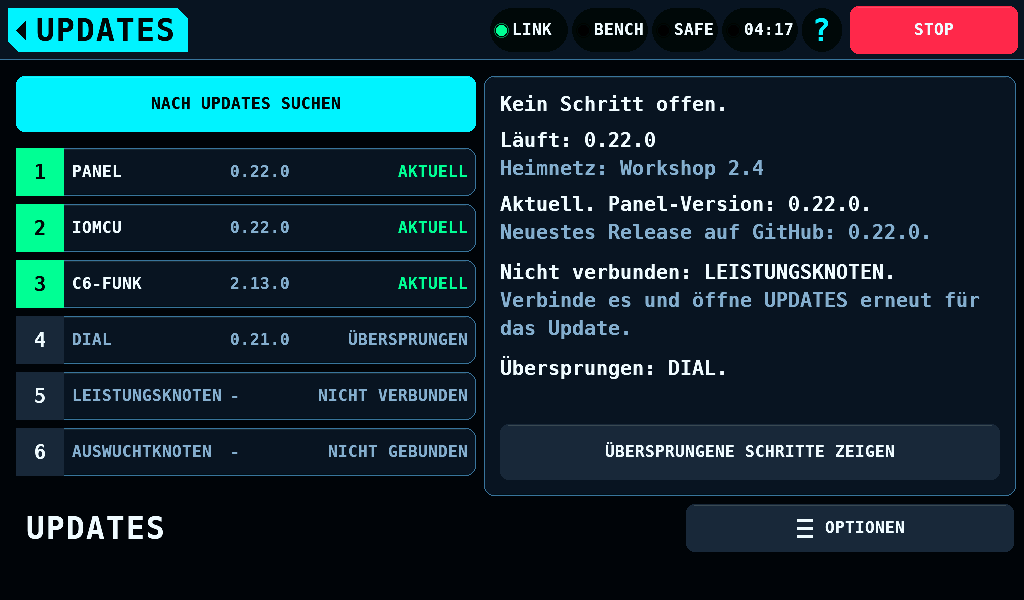 UPDATES
LINK
BENCH
SAFE
04:17
?
STOP
NACH UPDATES SUCHEN
1 PANEL 0.22.0 AKTUELL
2 IOMCU 0.22.0 AKTUELL
3 C6-FUNK 2.13.0 AKTUELL
4 DIAL 0.21.0 ÜBERSPRUNGEN
5 LEISTUNGSKNOTEN - NICHT VERBUNDEN
6 AUSWUCHTKNOTEN - NICHT GEBUNDEN
Kein Schritt offen.
Läuft: 0.22.0
Heimnetz: Workshop 2.4
Aktuell. Panel-Version: 0.22.0.
Neuestes Release auf GitHub: 0.22.0.
Nicht verbunden: LEISTUNGSKNOTEN.
Verbinde es und öffne UPDATES erneut für
das Update.
Übersprungen: DIAL.
ÜBERSPRUNGENE SCHRITTE ZEIGEN
UPDATES
OPTIONEN